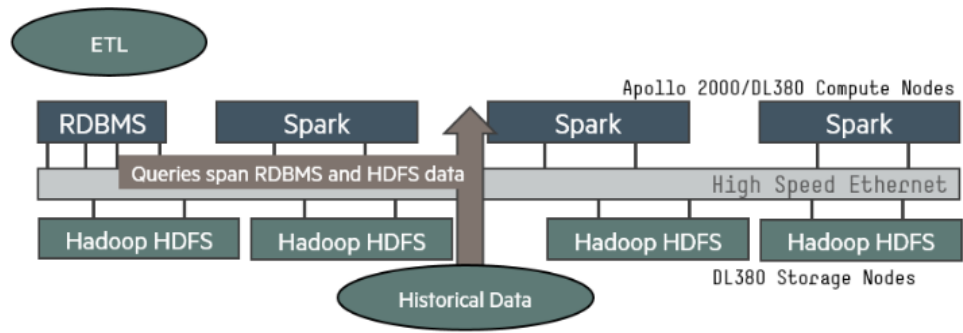 ETL
Apollo 2000/DL380 Compute Nodes
RDBMS
Spark
Spark
Spark
Queries span RDBMS and HDFS data
High Speed Ethernet
Hadoop HDFS
Hadoop HDFS
Hadoop HDFS
Hadoop HDFS
DL380 Storage Nodes
Historical Data